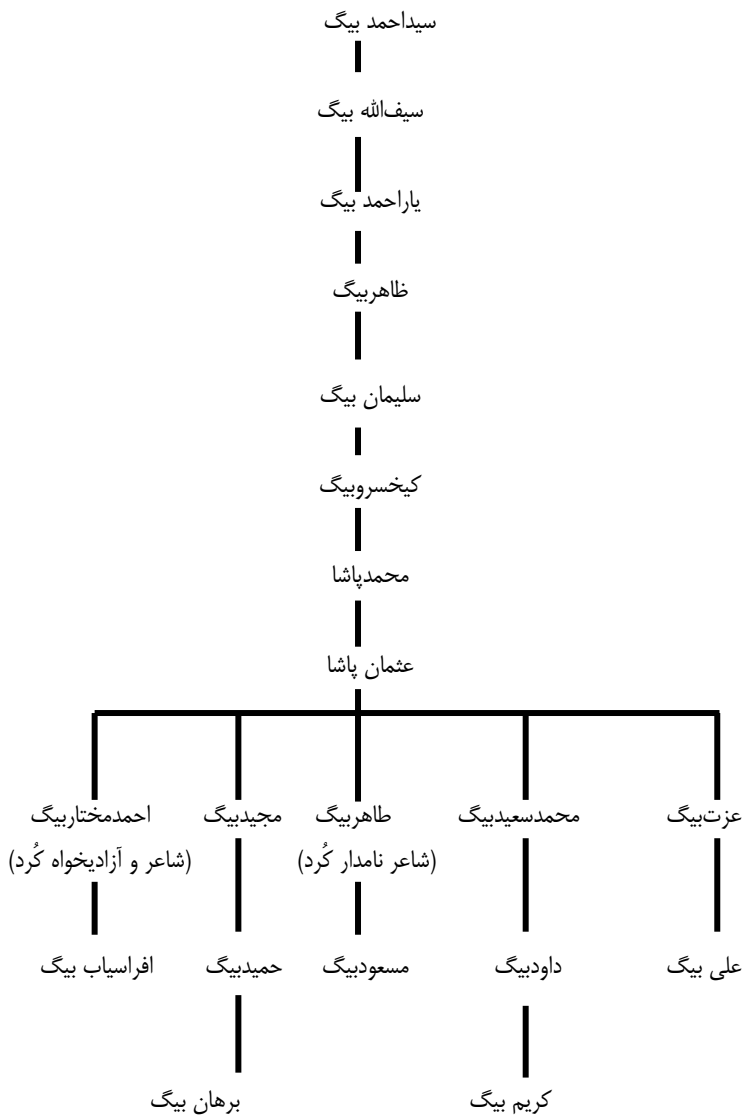 سیداحمد بیگ
سیف‌الله بیگ
یاراحمد بیگ
ظاهربیگ
سلیمان بیگ
کیخسروبیگ
محمدپاشا
عثمان پاشا
عزت‌بیگ محمدسعیدبیگ طاهربیگ مجیدبیگ احمدمختاربیگ
(شاعر نامدار کُرد) (شاعر و آزادیخواه کُرد)
علی بیگ داودبیگ مسعودبیگ حمیدبیگ افراسیاب بیگ
کریم بیگ برهان بیگ